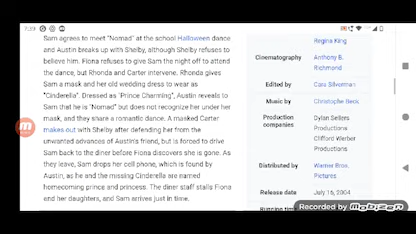 7:09
Sam agrees to meet "Nomad" at the school Halloween dance
and Austin breaks up with Shelby, although Shelby refuses to
believe him. Fiona refuses to give Sam the night off to attend
the dance, but Rhonda and Carter intervene. Rhonda gives
Sam a mask and her old wedding dress to wear as
"Cinderella". Dressed as "Prince Charming", Austin reveals to
Sam that he is "Nomad" but does not recognize her under her
mask, and they share a romantic dance. A masked Carter
makes out with Shelby after defending her from the
unwanted advances of Austin's friend, but is forced to drive
Sam back to the diner before Fiona discovers she is gone. As
they leave, Sam drops her cell phone, which is found by
Austin, as he and the missing Cinderella are named
homecoming prince and princess. The diner staff stalls Fiona
and her daughters, and Sam arrives just in time.
Regina King
Cinematography Anthony B.
Richmond
Edited by Cara Silverman
Music by Christophe Beck
Production Dylan Sellers
companies Productions
Clifford Werber
Productions
Distributed by Warner Bros.
Pictures
Release date July 16, 2004
Running time
Recorded by Mobizen